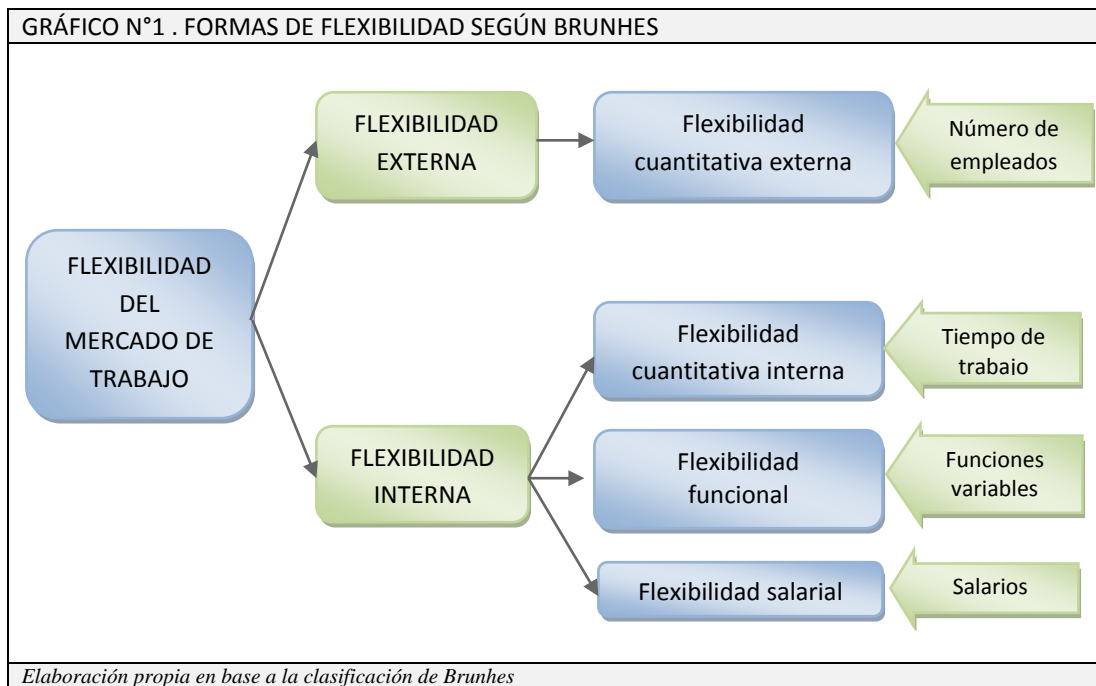 GRÁFICO N°1 . FORMAS DE FLEXIBILIDAD SEGÚN BRUNHES
FLEXIBILIDAD
DEL
MERCADO DE
TRABAJO
FLEXIBILIDAD
EXTERNA
Flexibilidad
cuantitativa externa
Número de
empleados
FLEXIBILIDAD
INTERNA
Flexibilidad
cuantitativa interna
Tiempo de
trabajo
Flexibilidad
funcional
Funciones
variables
Flexibilidad salarial
Salarios
Elaboración propia en base a la clasificación de Brunhes